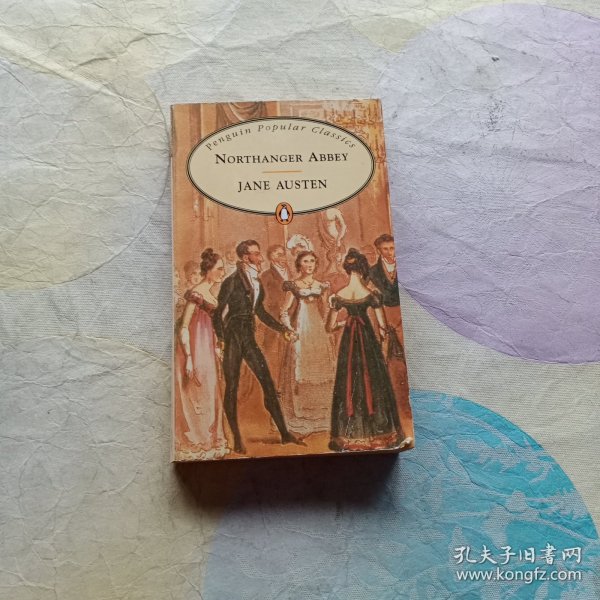 Penguin Popular Classics
NORTHANGER ABBEY
JANE AUSTEN
孔夫子旧书网
www.kongfz.com